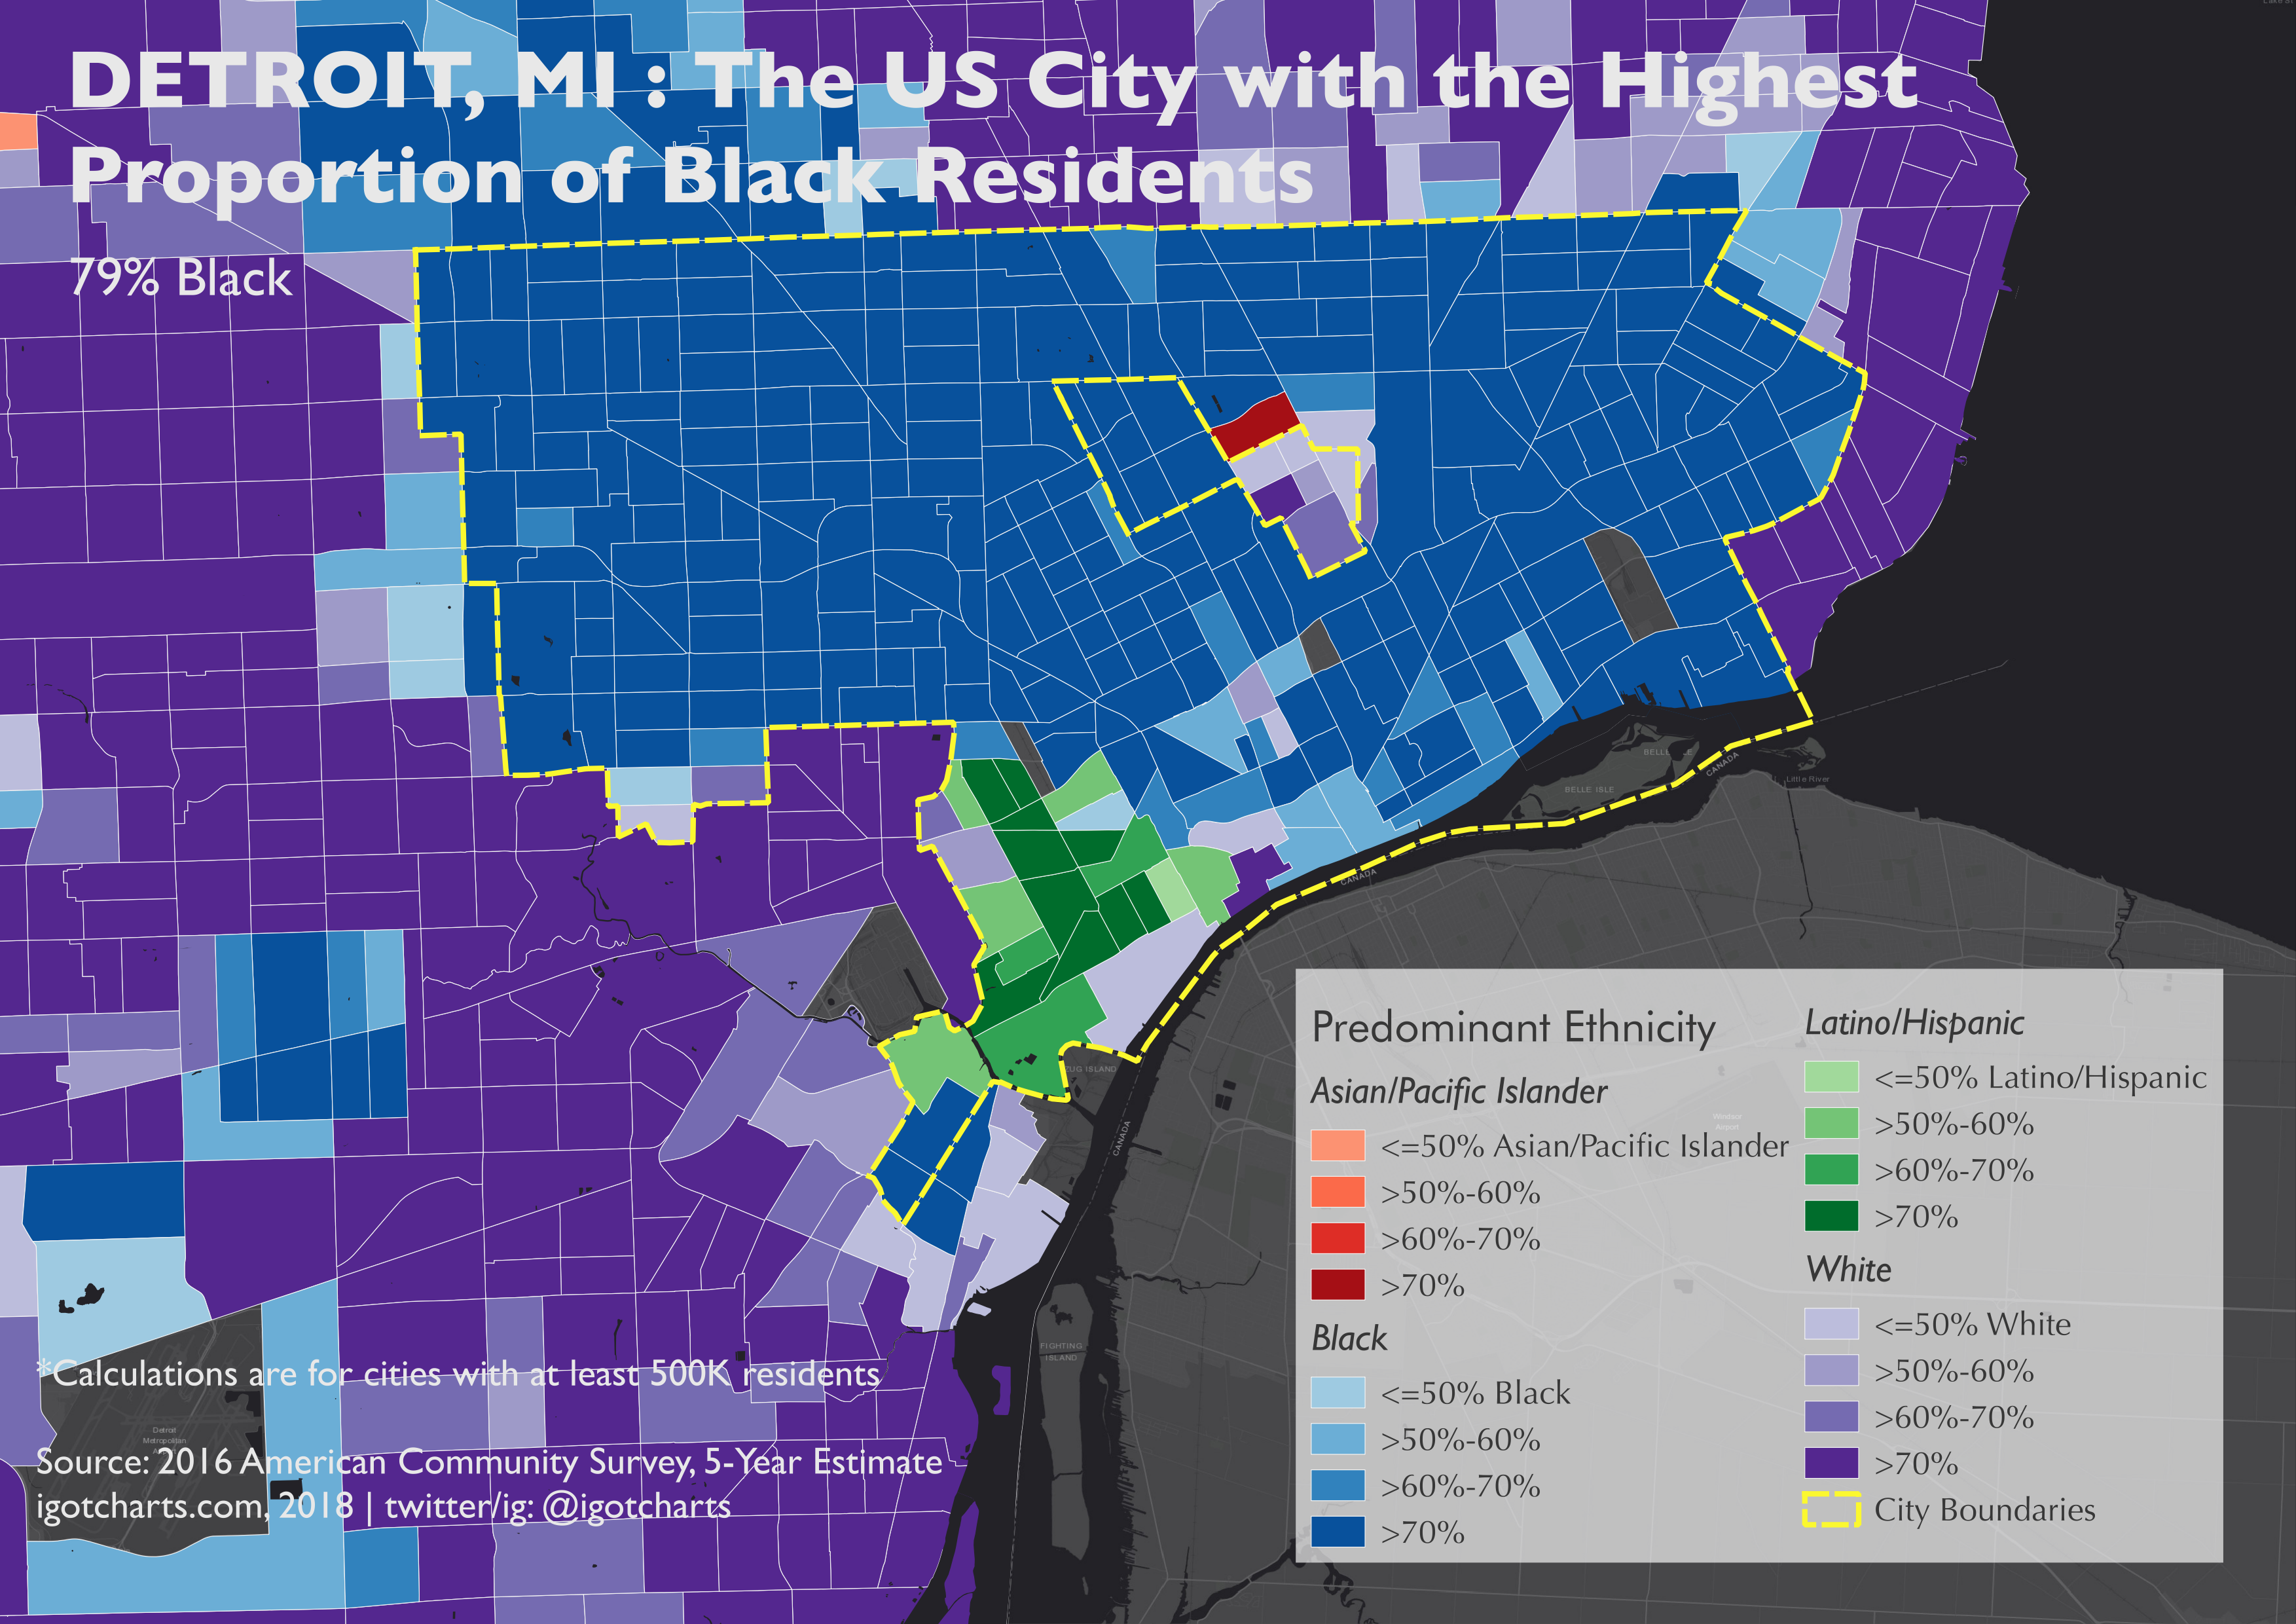 DETROIT, MI : The US City with the Highest
Proportion of Black Residents
79% Black
BELLE ISLE
CANADA
Little River
CANADA
ZUG ISLAND
CANADA
Windsor
Airport
FIGHTING
ISLAND
Predominant Ethnicity
Asian/Pacific Islander
<=50% Asian/Pacific Islander
>50%-60%
>60%-70%
>70%
Black
<=50% Black
>50%-60%
>60%-70%
>70%
Latino/Hispanic
<=50% Latino/Hispanic
>50%-60%
>60%-70%
>70%
White
<=50% White
>50%-60%
>60%-70%
>70%
City Boundaries
*Calculations are for cities with at least 500K residents
Detroit
Metropolitan
Source: 2016 American Community Survey, 5-Year Estimate
igotcharts.com, 2018 | twitter/ig: @igotcharts